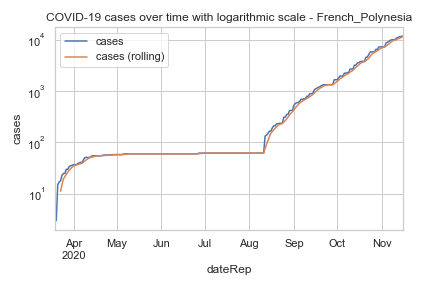 COVID-19 cases over time with logarithmic scale - French_Polynesia
cases
cases (rolling)
10⁴
10³
10²
10¹
cases
Apr
2020
May
Jun
Jul
Aug
Sep
Oct
Nov
dateRep